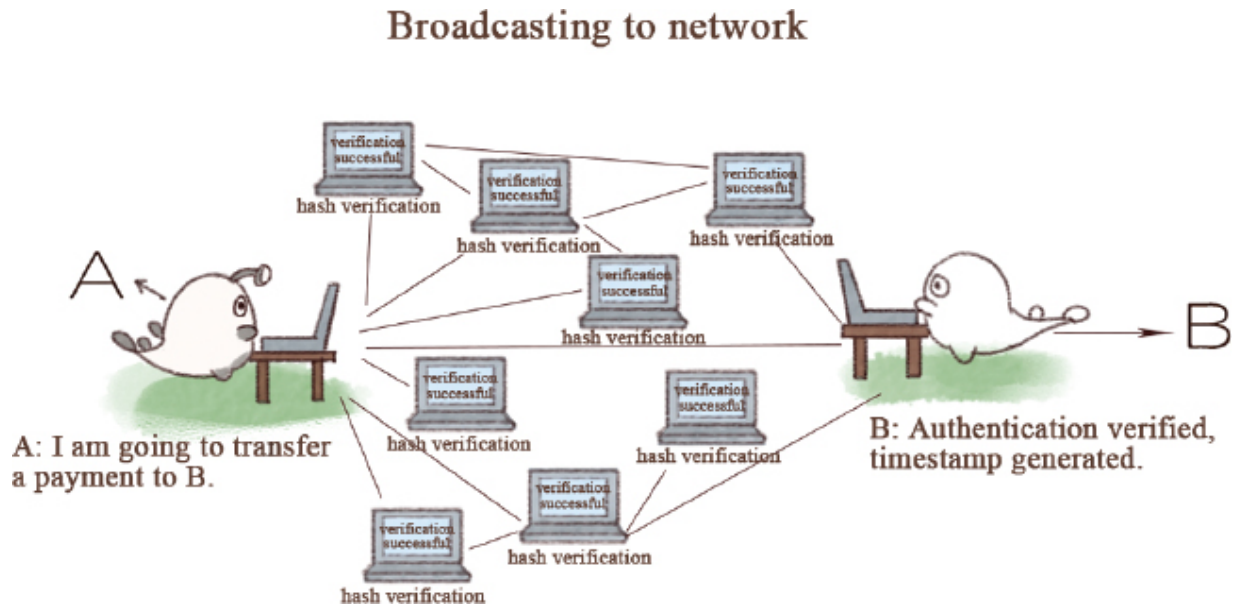 Broadcasting to network
verification
successful
hash verification
verification
successful
hash verification
verification
successful
hash verification
verification
successful
hash verification
A
B
verification
successful
hash verification
verification
successful
hash verification
A: I am going to transfer
a payment to B.
B: Authentication verified,
timestamp generated.
verification
successful
hash verification
verification
successful
hash verification